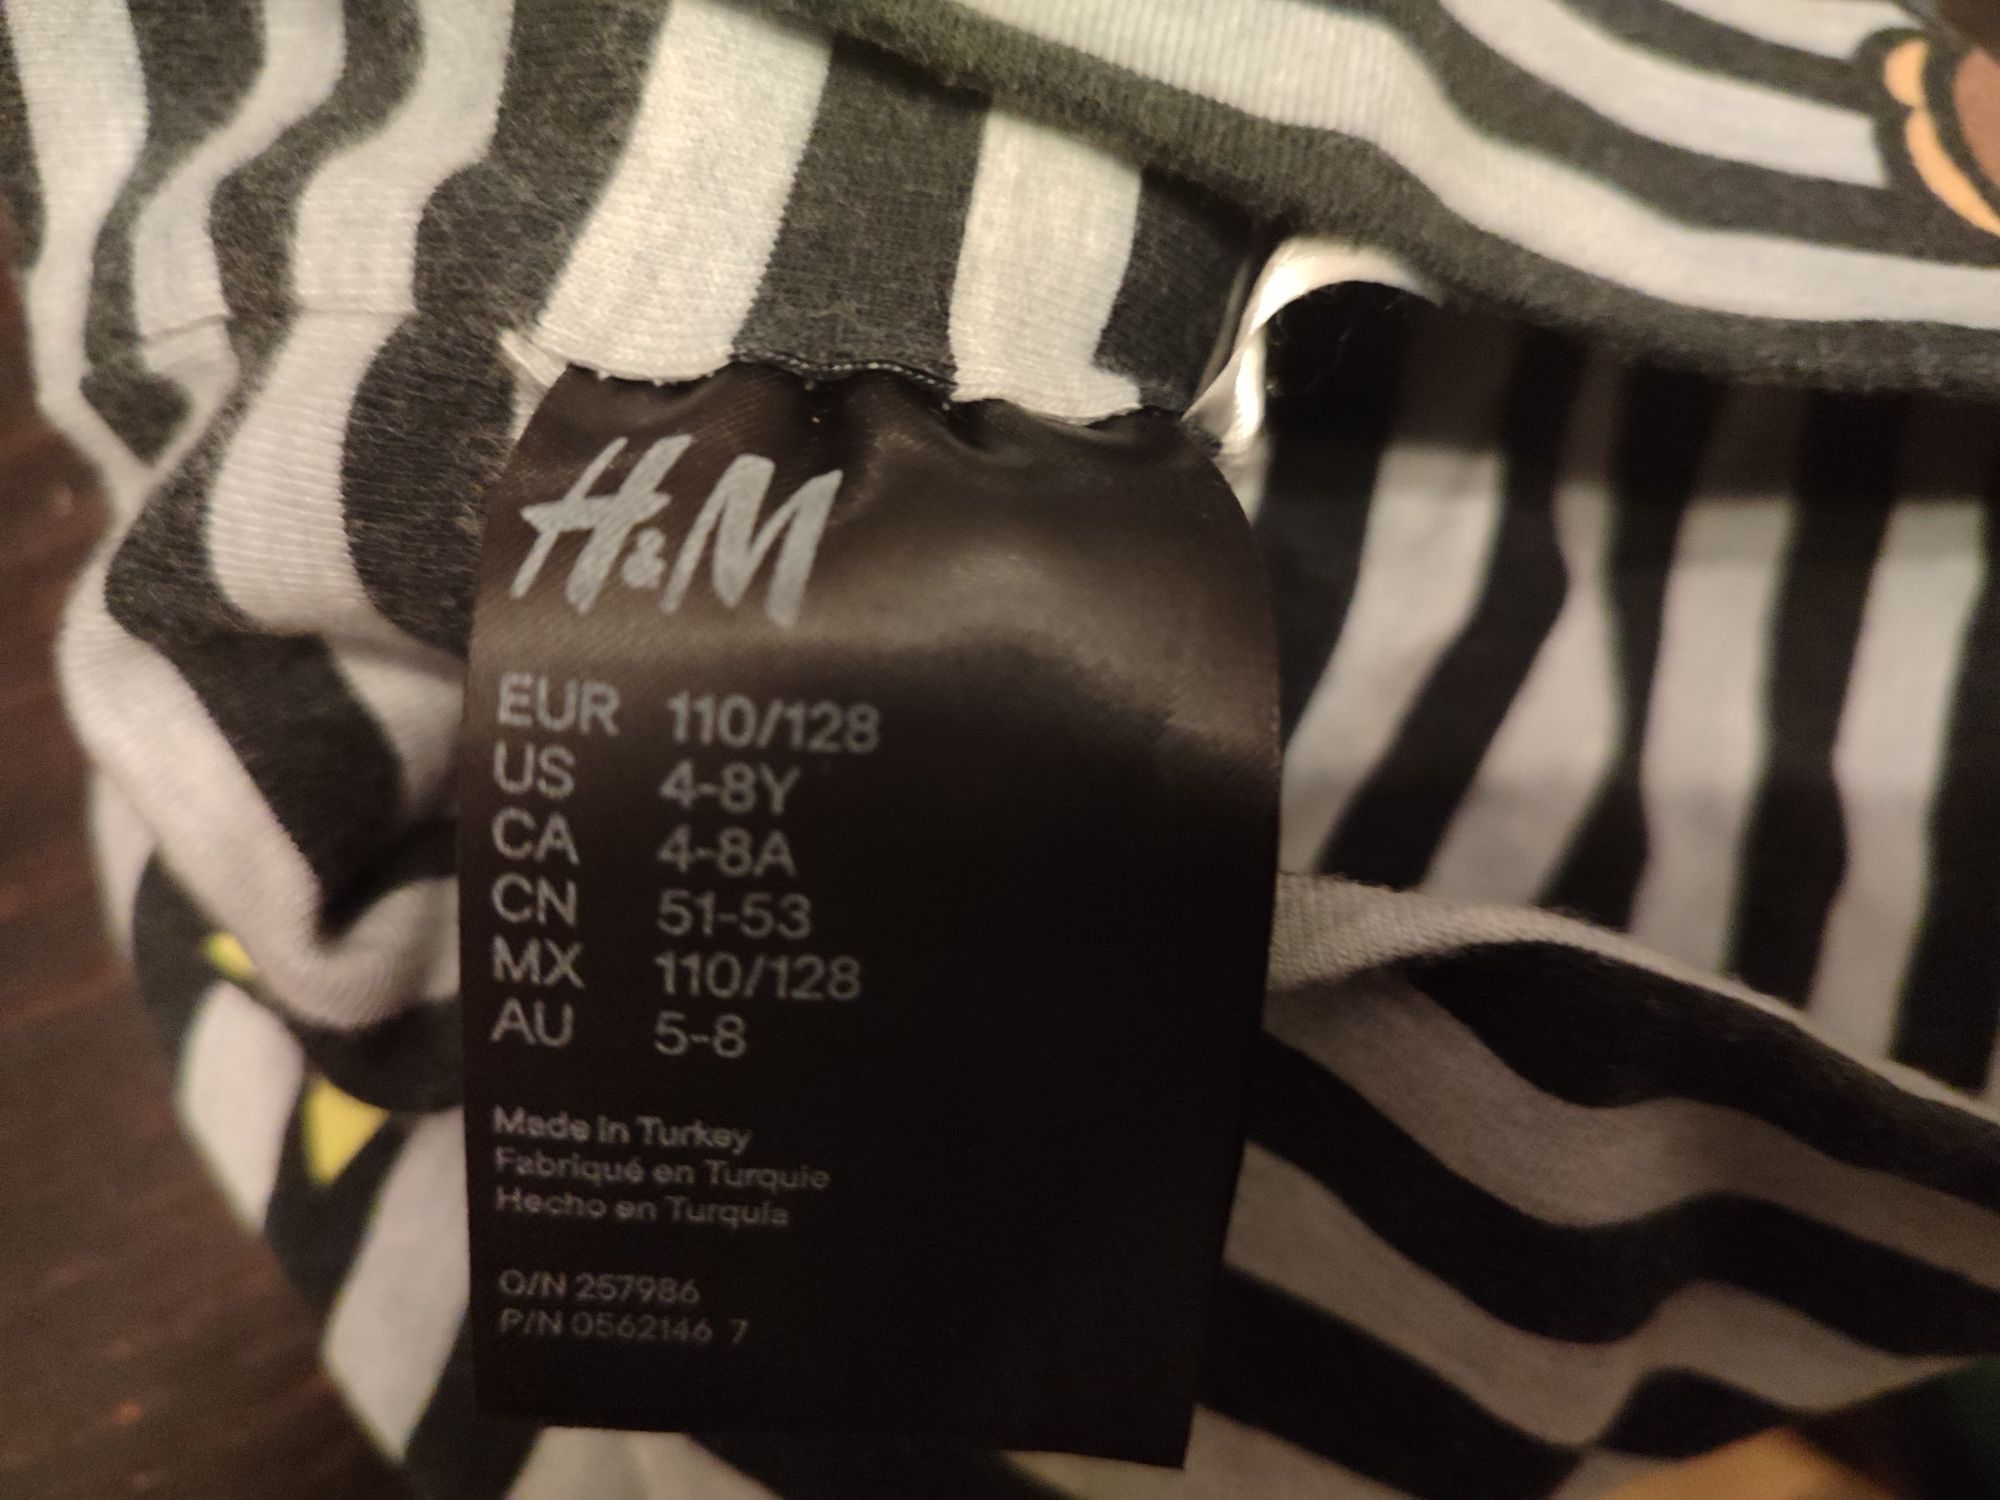 H&M
EUR 110/128
US 4-8Y
CA 4-8A
CN 51-53
MX 110/128
AU 5-8
Made in Turkey
Fabriqué en Turquie
Hecho en Turquía
O/N 257986
P/N 0562146 7